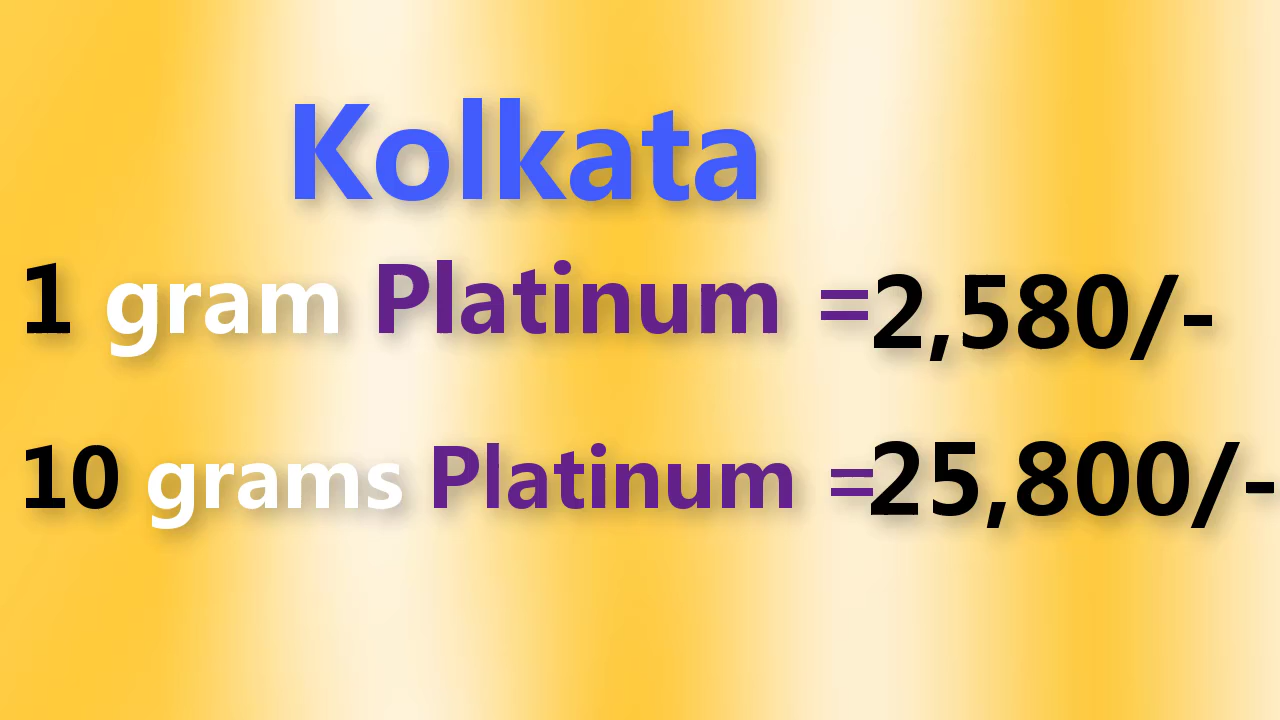 Kolkata
1 gram Platinum =2,580/-
10 grams Platinum =25,800/-